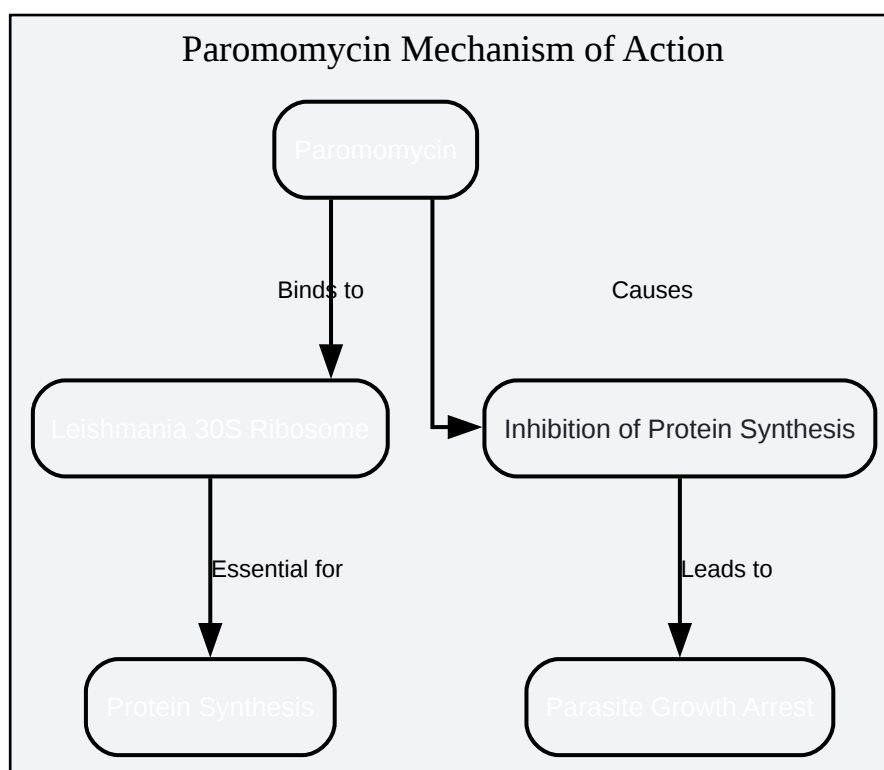 Paromomycin Mechanism of Action
Paromomycin
Binds to
Causes
Leishmania 30S Ribosome
Inhibition of Protein Synthesis
Essential for
Leads to
Protein Synthesis
Parasite Growth Arrest